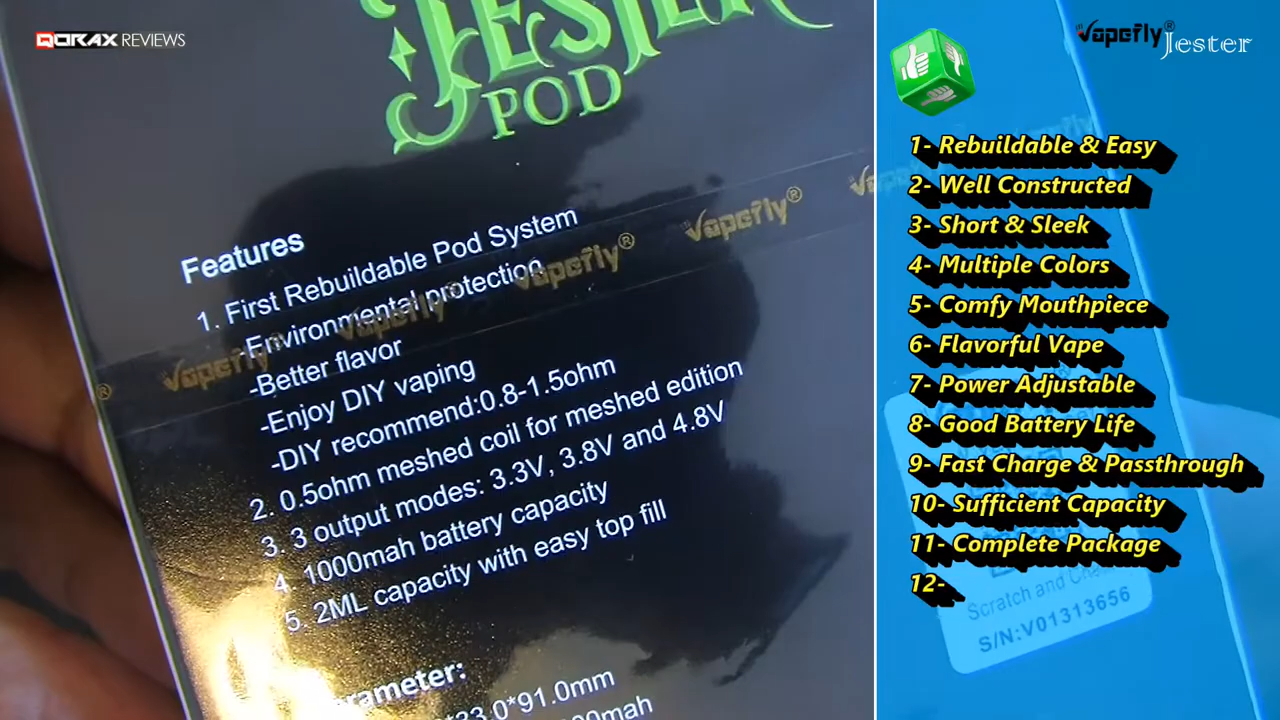 QORAX REVIEWS
JESTER
POD
Features
1. First Rebuildable Pod System
-Environmental protection
-Better flavor
-Enjoy DIY vaping
-DIY recommend:0.8-1.5ohm
2. 0.5ohm meshed coil for meshed edition
3. 3 output modes: 3.3V, 3.8V and 4.8V
4. 1000mah battery capacity
5. 2ML capacity with easy top fill
Vapefly® Vapefly® Vapefly® Vapefly®
Vapefly® Jester
1- Rebuildable & Easy
2- Well Constructed
3- Short & Sleek
4- Multiple Colors
5- Comfy Mouthpiece
6- Flavorful Vape
7- Power Adjustable
8- Good Battery Life
9- Fast Charge & Passthrough
10- Sufficient Capacity
11- Complete Package
12-
Scratch and
S/N:V01313656